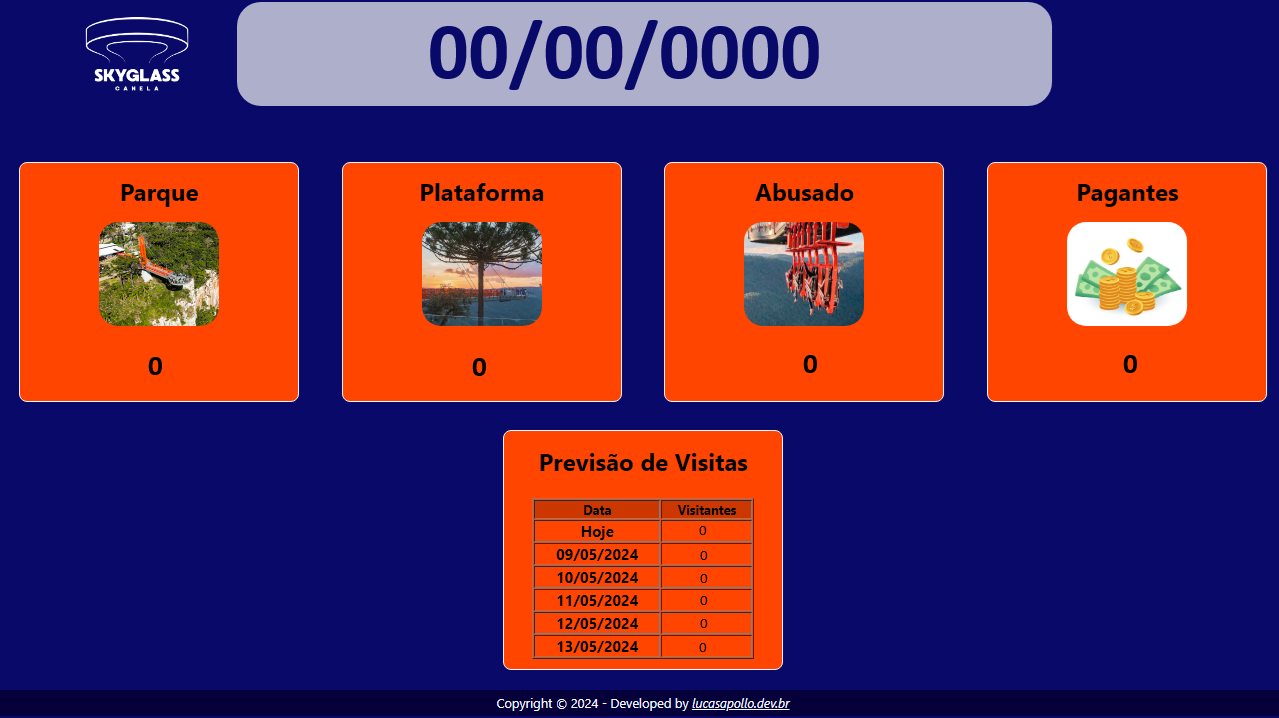 SKYGLASS
CANELA
00/00/0000
Parque
Plataforma
Abusado
Pagantes
0
0
0
0
Previsão de Visitas
Data Visitantes
Hoje 0
09/05/2024 0
10/05/2024 0
11/05/2024 0
12/05/2024 0
13/05/2024 0
Copyright © 2024 - Developed by lucasapollo.dev.br